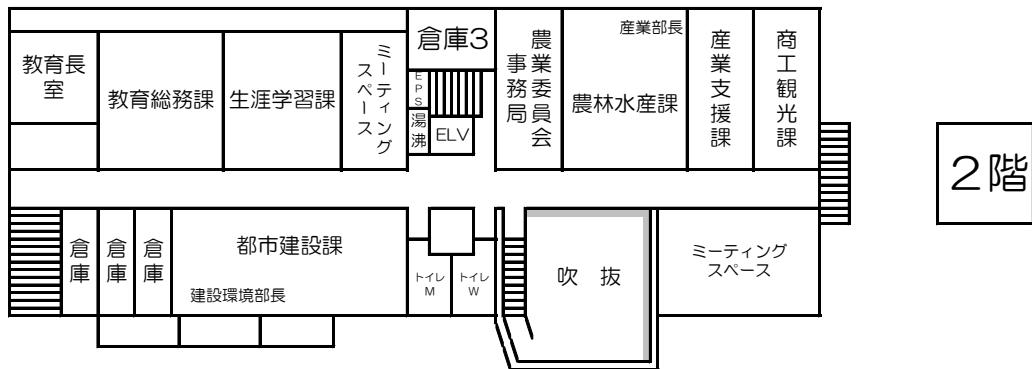 教育長
室
教育総務課
生涯学習課
ミーティング
スペース
倉庫3
EPS
湯沸
ELV
農業委員会
事務局
産業部長
農林水産課
産業支援課
商工観光課
2階
倉庫
倉庫
倉庫
都市建設課
建設環境部長
トイレ
M
トイレ
W
吹 抜
ミーティング
スペース